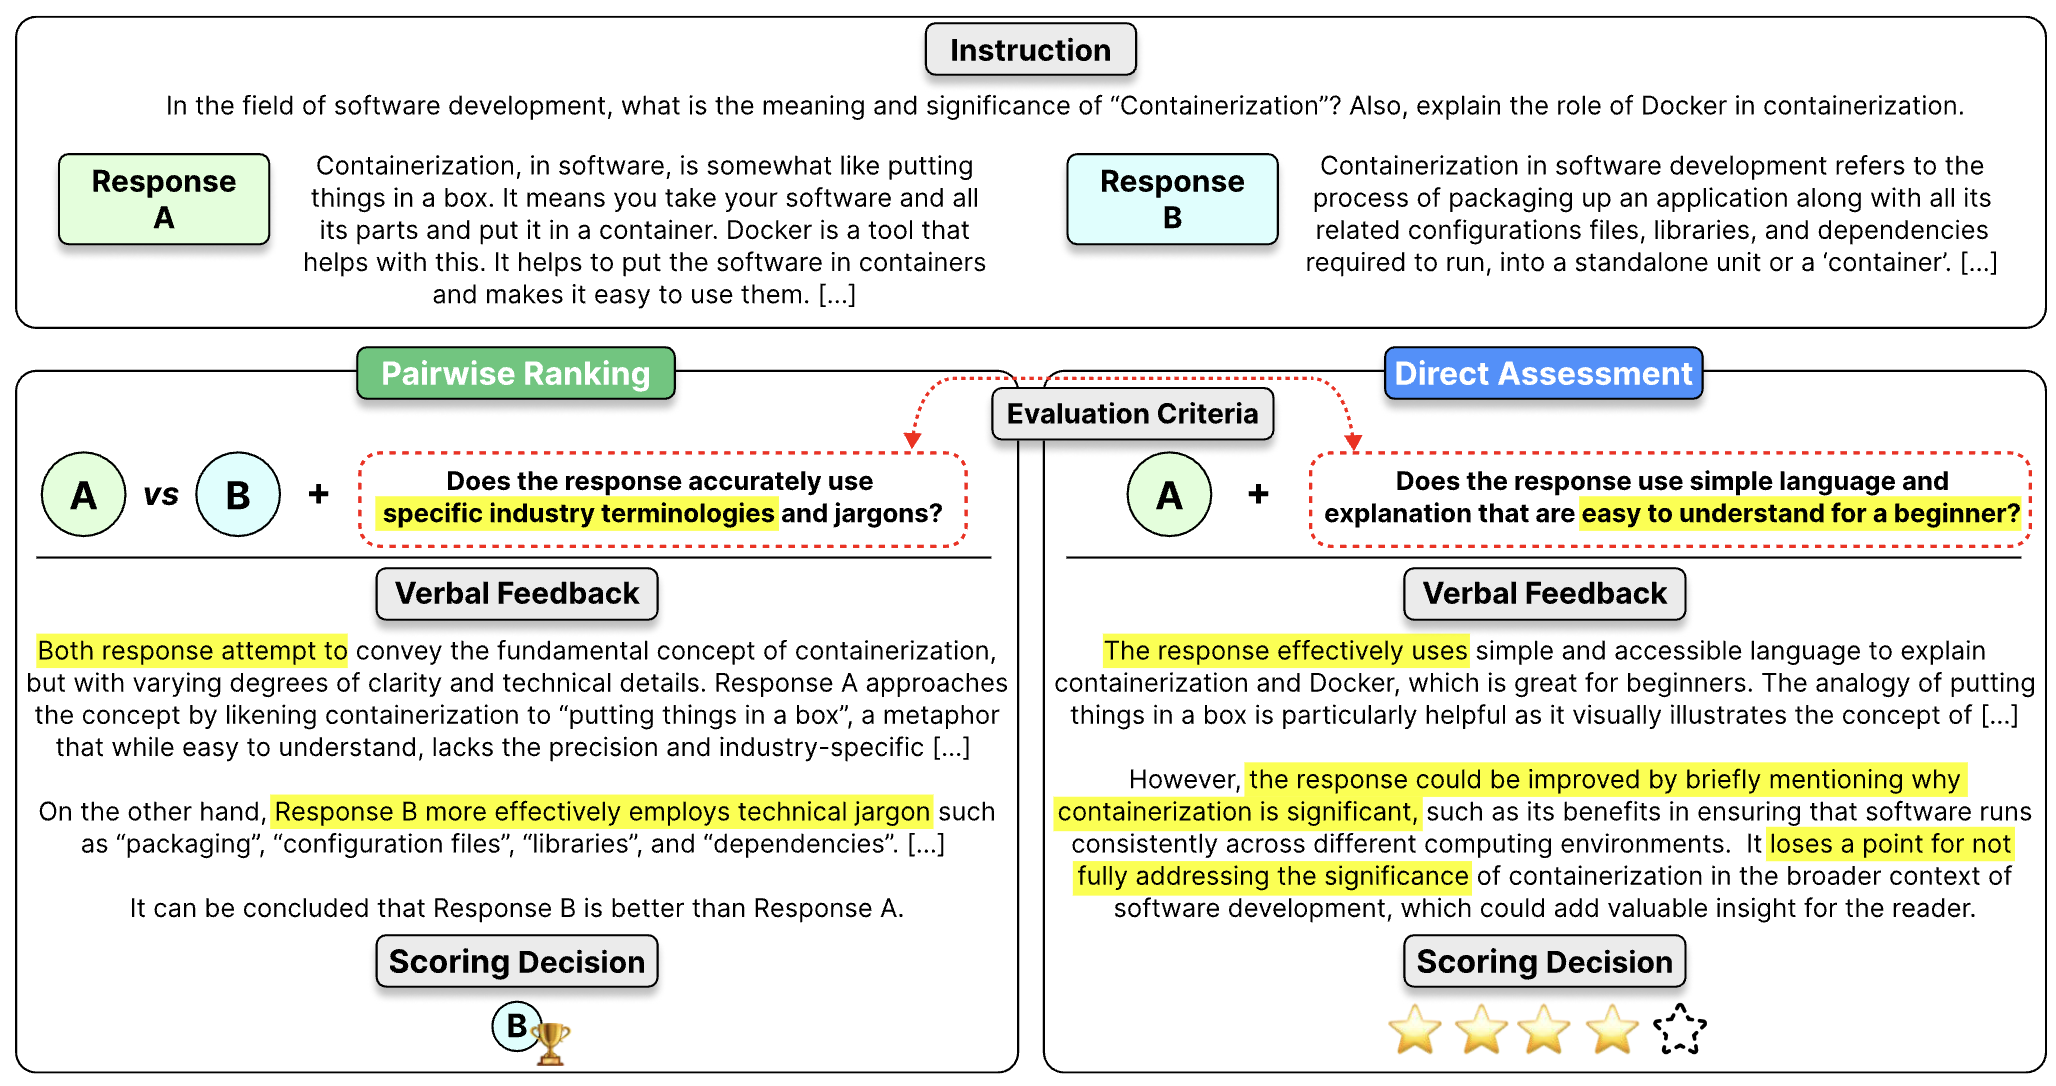 Instruction
In the field of software development, what is the meaning and significance of “Containerization”? Also, explain the role of Docker in containerization.
Response
A
Containerization, in software, is somewhat like putting
things in a box. It means you take your software and all
its parts and put it in a container. Docker is a tool that
helps with this. It helps to put the software in containers
and makes it easy to use them. [...]
Response
B
Containerization in software development refers to the
process of packaging up an application along with all its
related configurations files, libraries, and dependencies
required to run, into a standalone unit or a ‘container’. [...]
Pairwise Ranking
Direct Assessment
Evaluation Criteria
A vs B +
Does the response accurately use
specific industry terminologies and jargons?
A +
Does the response use simple language and
explanation that are easy to understand for a beginner?
Verbal Feedback
Both response attempt to convey the fundamental concept of containerization,
but with varying degrees of clarity and technical details. Response A approaches
the concept by likening containerization to “putting things in a box”, a metaphor
that while easy to understand, lacks the precision and industry-specific [...]
On the other hand, Response B more effectively employs technical jargon such
as “packaging”, “configuration files”, “libraries”, and “dependencies”. [...]
It can be concluded that Response B is better than Response A.
Scoring Decision
B
Verbal Feedback
The response effectively uses simple and accessible language to explain
containerization and Docker, which is great for beginners. The analogy of putting
things in a box is particularly helpful as it visually illustrates the concept of [...]
However, the response could be improved by briefly mentioning why
containerization is significant, such as its benefits in ensuring that software runs
consistently across different computing environments. It loses a point for not
fully addressing the significance of containerization in the broader context of
software development, which could add valuable insight for the reader.
Scoring Decision